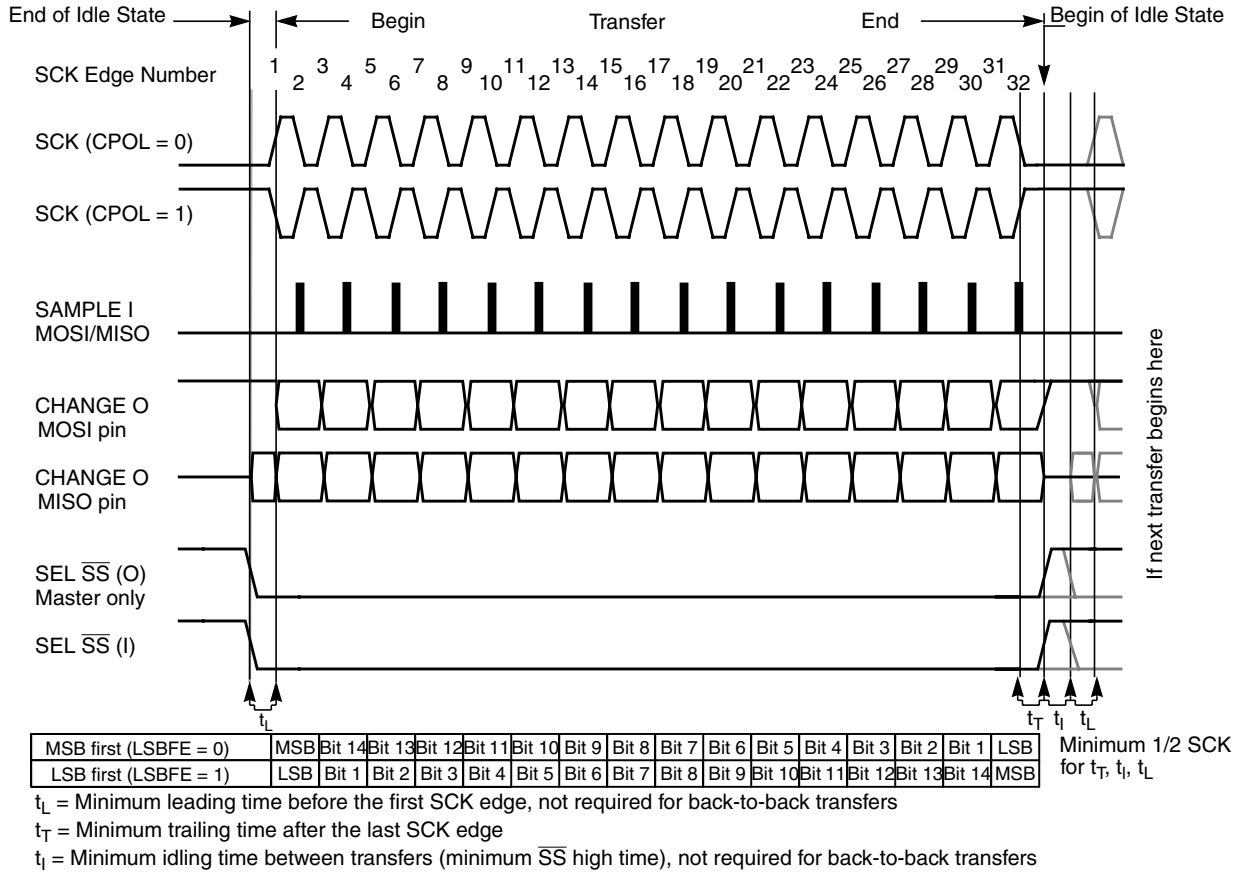 End of Idle State
Begin
Transfer
End
Begin of Idle State
SCK Edge Number
1 3 5 7 9 11 13 15 17 19 21 23 25 27 29 31
2 4 6 8 10 12 14 16 18 20 22 24 26 28 30 32
SCK (CPOL = 0)
SCK (CPOL = 1)
SAMPLE I
MOSI/MISO
CHANGE O
MOSI pin
CHANGE O
MISO pin
SEL S̅S̅ (O)
Master only
SEL S̅S̅ (I)
If next transfer begins here
tL
tT tI tL
MSB first (LSBFE = 0) MSB Bit 14 Bit 13 Bit 12 Bit 11 Bit 10 Bit 9 Bit 8 Bit 7 Bit 6 Bit 5 Bit 4 Bit 3 Bit 2 Bit 1 LSB
LSB first (LSBFE = 1) LSB Bit 1 Bit 2 Bit 3 Bit 4 Bit 5 Bit 6 Bit 7 Bit 8 Bit 9 Bit 10 Bit 11 Bit 12 Bit 13 Bit 14 MSB
Minimum 1/2 SCK
for tT, tI, tL
tL = Minimum leading time before the first SCK edge, not required for back-to-back transfers
tT = Minimum trailing time after the last SCK edge
tI = Minimum idling time between transfers (minimum S̅S̅ high time), not required for back-to-back transfers